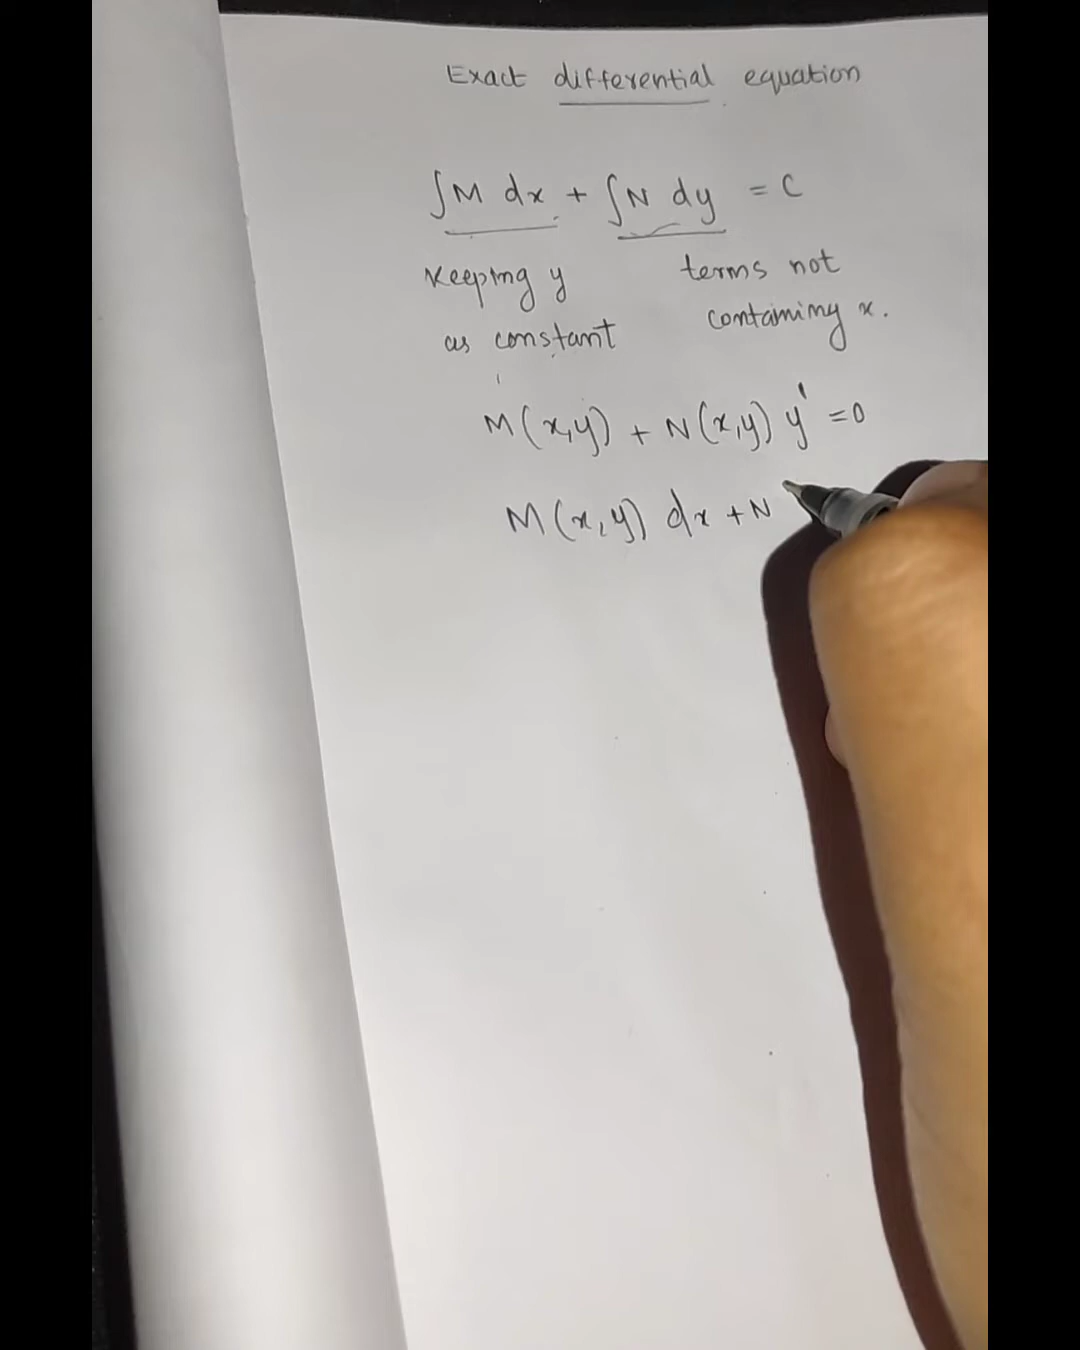 Exact differential equation
∫M dx + ∫N dy = C
Keeping y terms not
as constant containing x.
M(x,y) + N(x,y) y' = 0
M(x,y) dx + N